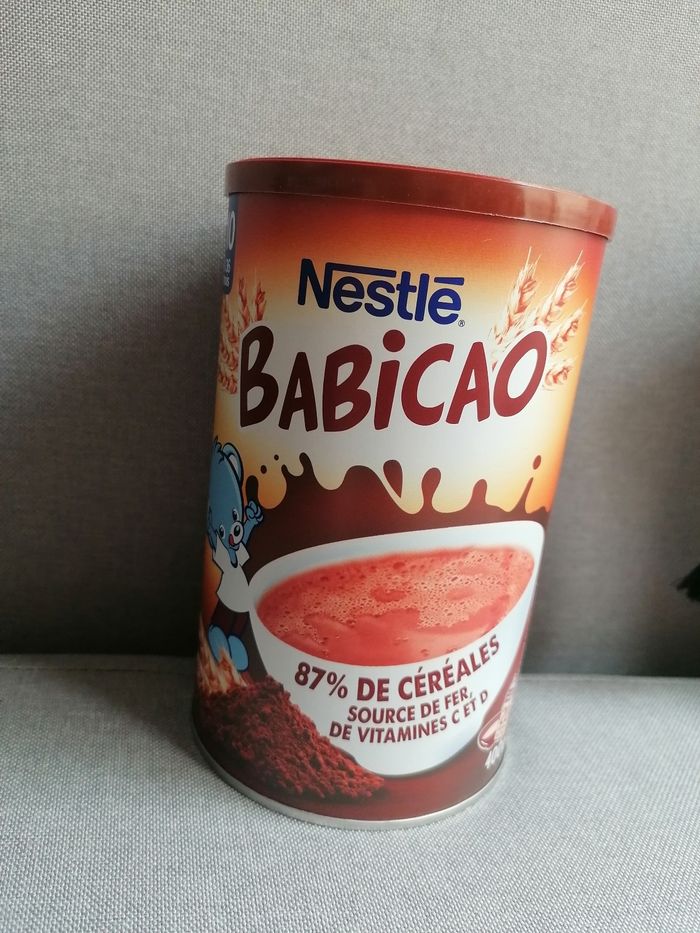 Nestlé
BABiCAO
87% DE CÉRÉALES
SOURCE DE FER,
DE VITAMINES C ET D